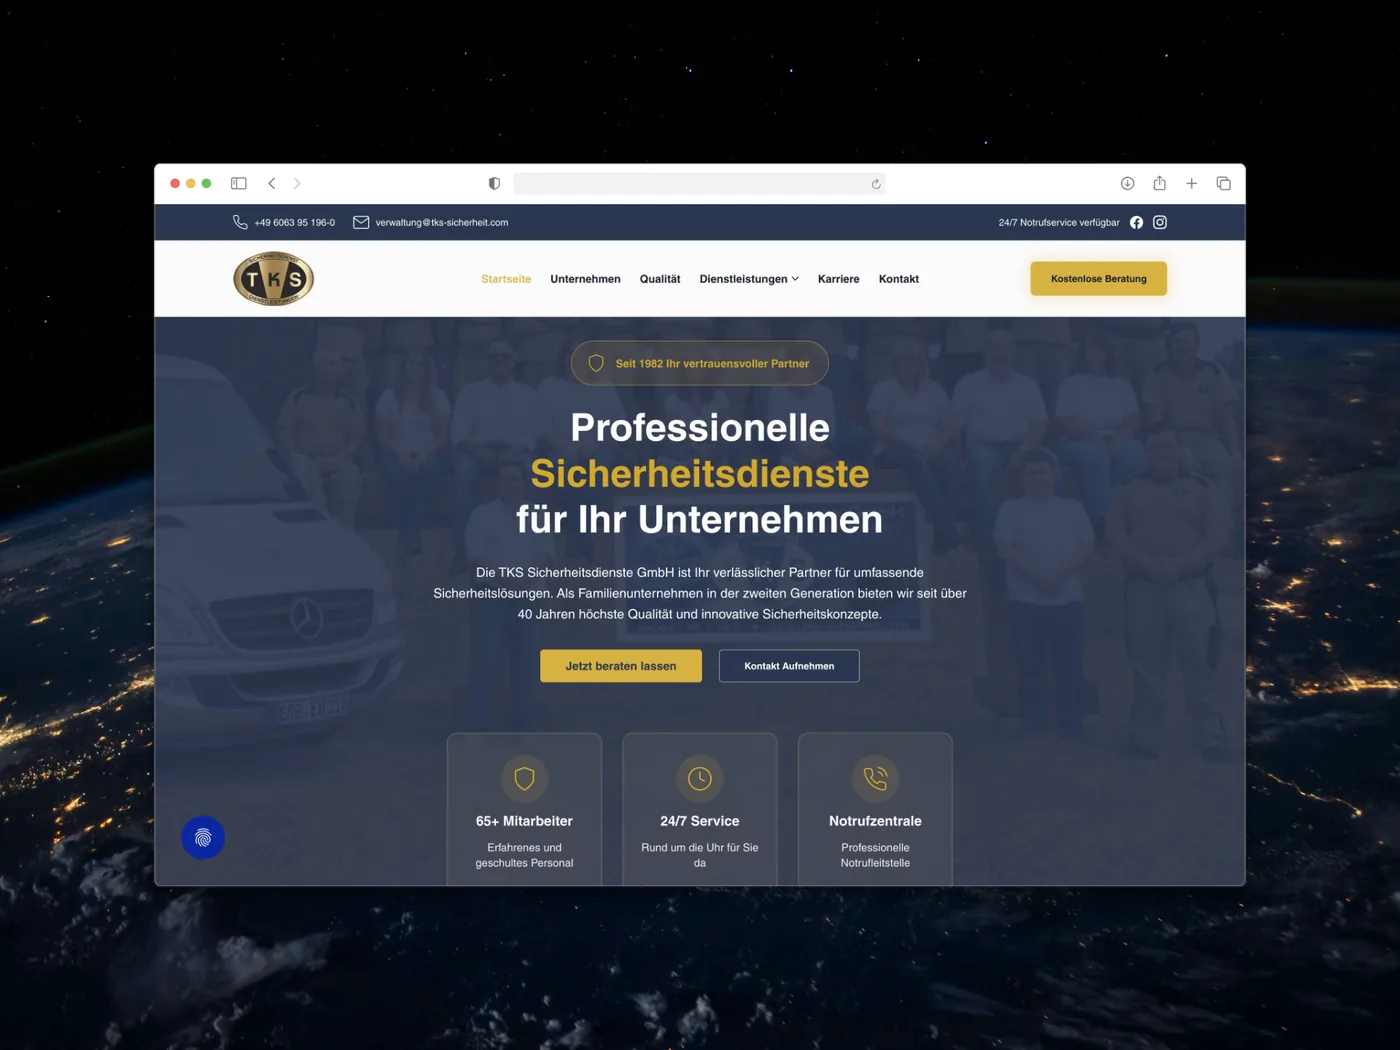 +49 6063 95 196-0
verwaltung@tks-sicherheit.com
24/7 Notrufservice verfügbar
SICHERHEITSDIENST
TKS
DIENSTLEISTUNGEN
Startseite
Unternehmen
Qualität
Dienstleistungen
Karriere
Kontakt
Kostenlose Beratung
Seit 1982 Ihr vertrauensvoller Partner
Professionelle
Sicherheitsdienste
für Ihr Unternehmen
Die TKS Sicherheitsdienste GmbH ist Ihr verlässlicher Partner für umfassende
Sicherheitslösungen. Als Familienunternehmen in der zweiten Generation bieten wir seit über
40 Jahren höchste Qualität und innovative Sicherheitskonzepte.
Jetzt beraten lassen
Kontakt Aufnehmen
65+ Mitarbeiter
Erfahrenes und
geschultes Personal
24/7 Service
Rund um die Uhr für Sie
da
Notrufzentrale
Professionelle
Notrufleitstelle